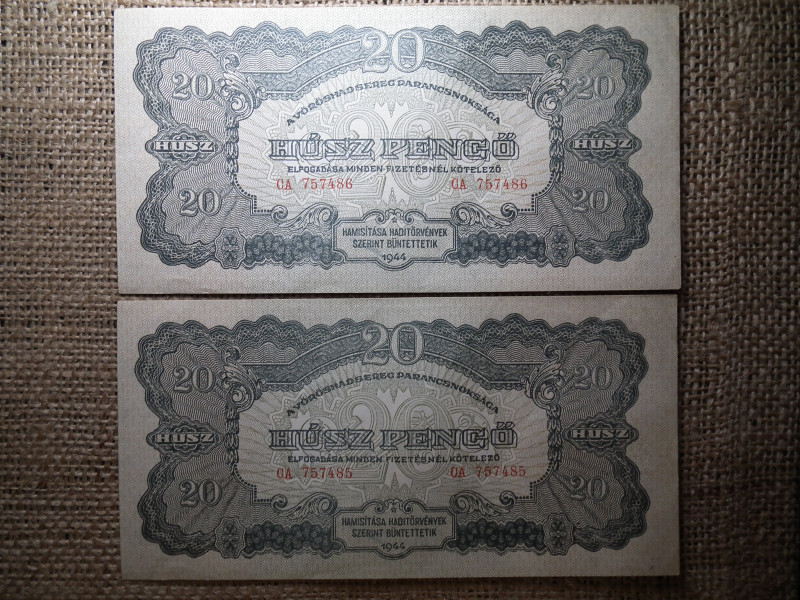 20
20 20
A VÖRÖSHADSEREG PARANCSNOKSÁGA
HÚSZ HÚSZ PENGŐ HÚSZ
20
ELFOGADÁSA MINDEN FIZETÉSNÉL KÖTELEZŐ
CA 757486 CA 757486
20 20
HAMISÍTÁSA HADITÖRVÉNYEK
SZERINT BÜNTETTETIK
1944
20
20 20
A VÖRÖSHADSEREG PARANCSNOKSÁGA
HÚSZ HÚSZ PENGŐ HÚSZ
20
ELFOGADÁSA MINDEN FIZETÉSNÉL KÖTELEZŐ
CA 757485 CA 757485
20 20
HAMISÍTÁSA HADITÖRVÉNYEK
SZERINT BÜNTETTETIK
1944